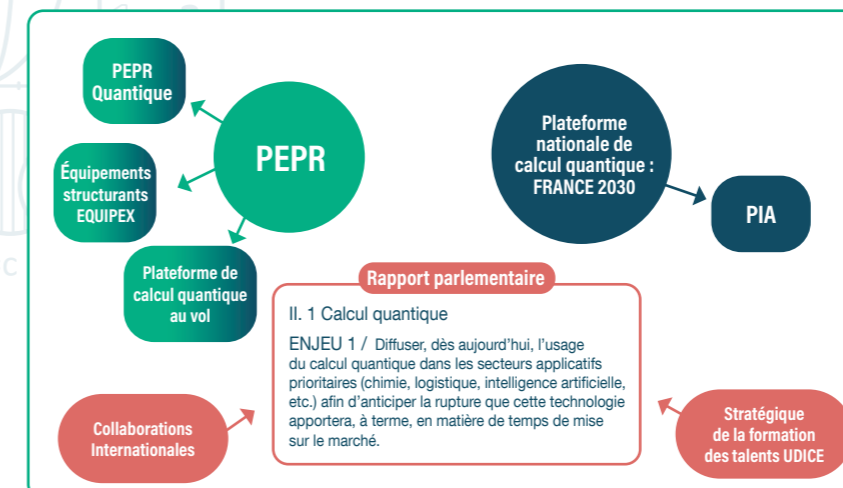 PEPR
Quantique
PEPR
Équipements
structurants
EQUIPEX
Plateforme de
calcul quantique
au vol
Plateforme
nationale de
calcul quantique :
FRANCE 2030
PIA
Rapport parlementaire
II. 1 Calcul quantique
ENJEU 1 / Diffuser, dès aujourd’hui, l’usage
du calcul quantique dans les secteurs applicatifs
prioritaires (chimie, logistique, intelligence artificielle,
etc.) afin d’anticiper la rupture que cette technologie
apportera, à terme, en matière de temps de mise
sur le marché.
Collaborations
Internationales
Stratégique
de la formation
des talents UDICE
C